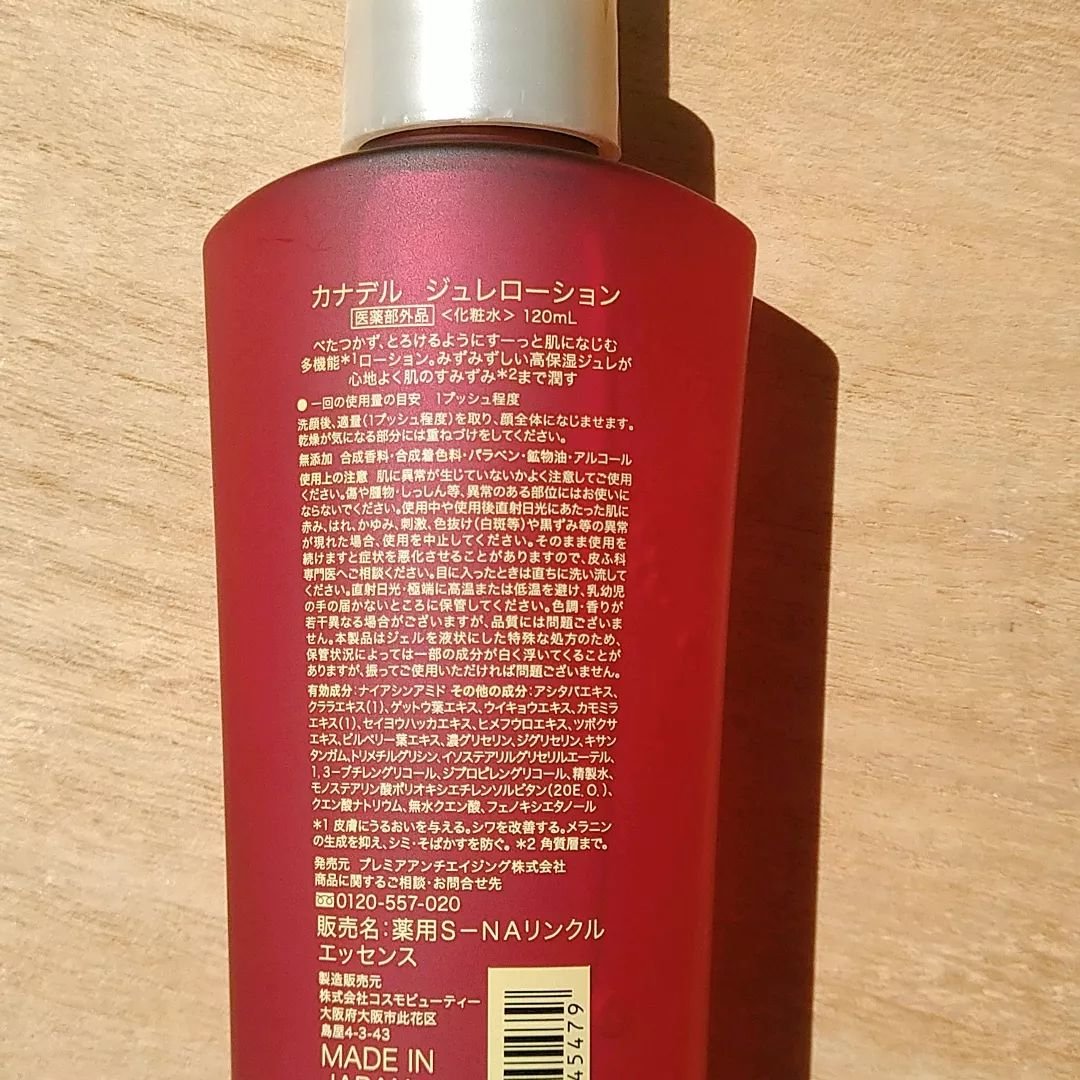 カナデル ジュレローション
医薬部外品 <化粧水> 120mL
べたつかず、とろけるようにすーっと肌になじむ
多機能*1ローション。みずみずしい高保湿ジュレが
心地よく肌のすみずみ*2まで潤す
●一回の使用量の目安 1プッシュ程度
洗顔後、適量(1プッシュ程度)を取り、顔全体になじませます。
乾燥が気になる部分には重ねづけをしてください。
無添加 合成香料・合成着色料・パラベン・鉱物油・アルコール
使用上の注意 肌に異常が生じていないかよく注意してご使用
ください。傷や腫物・しっしん等、異常のある部位にはお使いに
ならないでください。使用中や使用後直射日光にあたった肌に
赤み、はれ、かゆみ、刺激、色抜け(白斑等)や黒ずみ等の異常
が現れた場合、使用を中止してください。そのまま使用を
続けますと症状を悪化させることがありますので、皮ふ科
専門医へご相談ください。目に入ったときは直ちに洗い流して
ください。直射日光・極端に高温または低温を避け、乳幼児
の手の届かないところに保管してください。色調・香りが
若干異なる場合がございますが、品質には問題ございま
せん。本製品はジェルを液状にした特殊な処方のため、
保管状況によっては一部の成分が白く浮いてくることが
ありますが、振ってご使用いただければ問題ございません。
有効成分:ナイアシンアミド その他の成分:アシタバエキス、
クララエキス(1)、ゲットウ葉エキス、ウイキョウエキス、カモミラ
エキス(1)、セイヨウハッカエキス、ヒメフウロエキス、ツボクサ
エキス、ビルベリー葉エキス、濃グリセリン、ジグリセリン、キサン
タンガム、トリメチルグリシン、イソステアリルグリセリルエーテル、
1,3-ブチレングリコール、ジプロピレングリコール、精製水、
モノステアリン酸ポリオキシエチレンソルビタン(20E.O.)、
クエン酸ナトリウム、無水クエン酸、フェノキシエタノール
*1 皮膚にうるおいを与える。シワを改善する。メラニン
の生成を抑え、シミ・そばかすを防ぐ。 *2 角質層まで。
発売元 プレミアアンチエイジング株式会社
商品に関するご相談・お問合せ先
0120-557-020
販売名:薬用S-NAリンクル
エッセンス
製造販売元
株式会社コスモビューティー
大阪府大阪市此花区
島屋4-3-43
MADE IN
JAPAN
45479